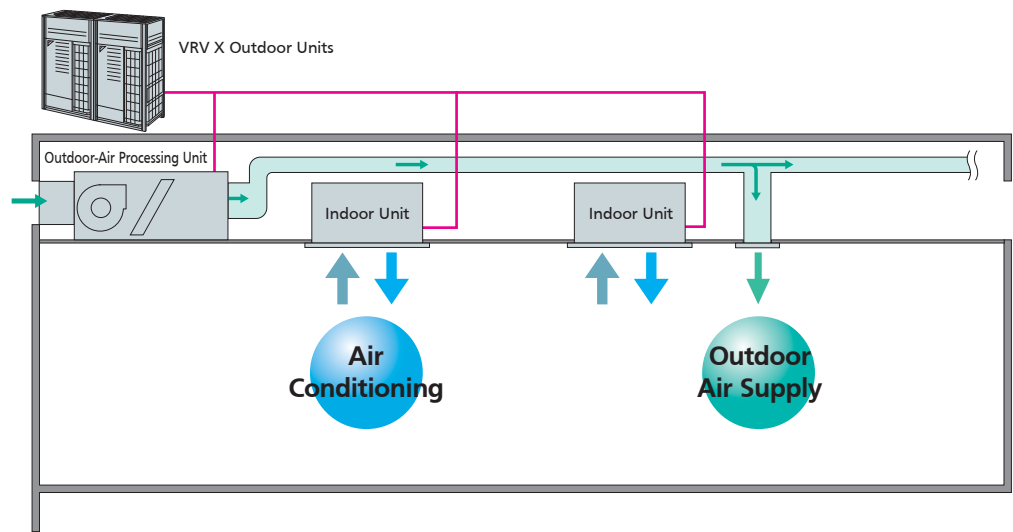 VRV X Outdoor Units
Outdoor-Air Processing Unit
Indoor Unit
Indoor Unit
Air
Conditioning
Outdoor
Air Supply